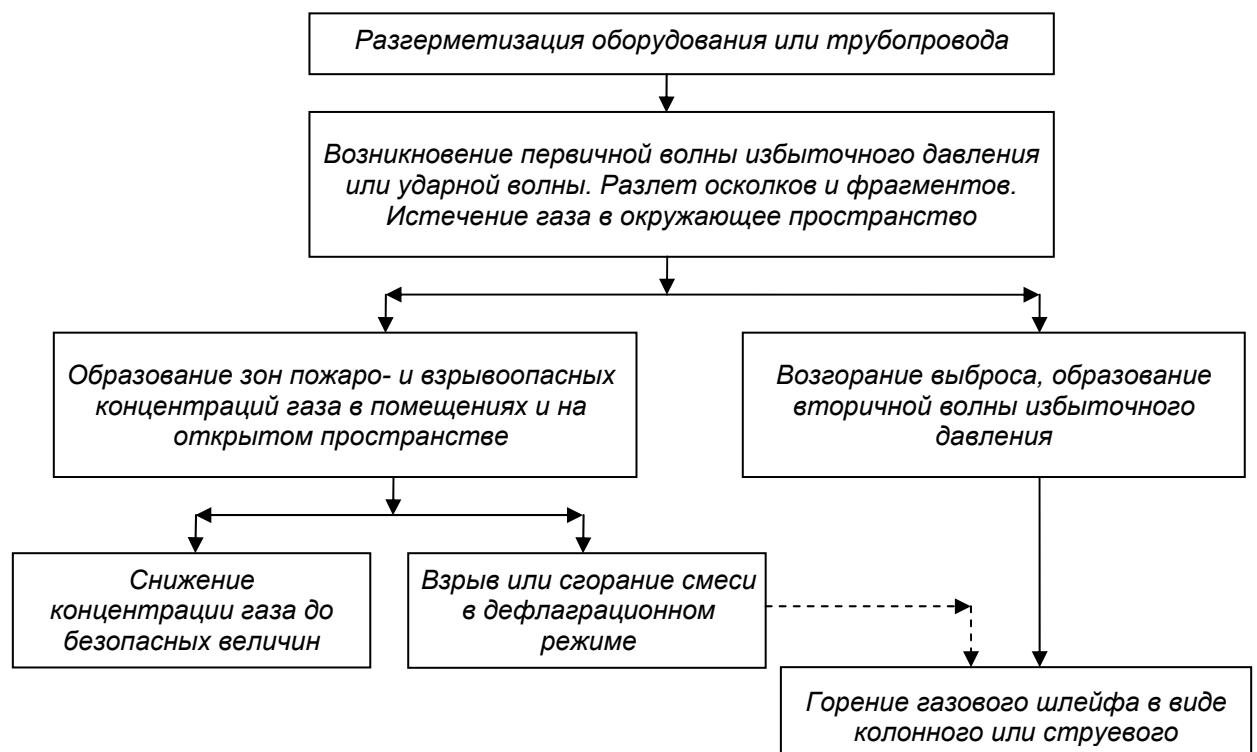 Разгерметизация оборудования или трубопровода
Возникновение первичной волны избыточного давления
или ударной волны. Разлет осколков и фрагментов.
Истечение газа в окружающее пространство
Образование зон пожаро- и взрывоопасных
концентраций газа в помещениях и на
открытом пространстве
Возгорание выброса, образование
вторичной волны избыточного
давления
Снижение
концентрации газа до
безопасных величин
Взрыв или сгорание смеси
в дефлаграционном
режиме
Горение газового шлейфа в виде
колонного или струевого